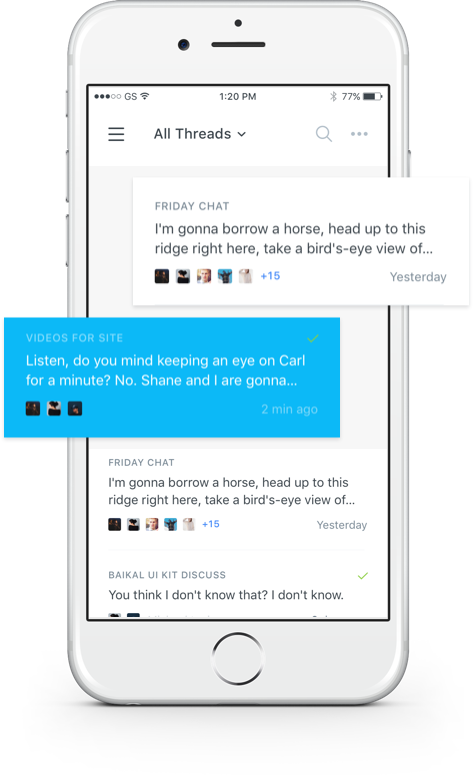 GS 1:20 PM 77%
All Threads
FRIDAY CHAT
I'm gonna borrow a horse, head up to this
ridge right here, take a bird's-eye view of...
+15 Yesterday
VIDEOS FOR SITE
Listen, do you mind keeping an eye on Carl
for a minute? No. Shane and I are gonna...
2 min ago
FRIDAY CHAT
I'm gonna borrow a horse, head up to this
ridge right here, take a bird's-eye view of...
+15 Yesterday
BAIKAL UI KIT DISCUSS
You think I don't know that? I don't know.